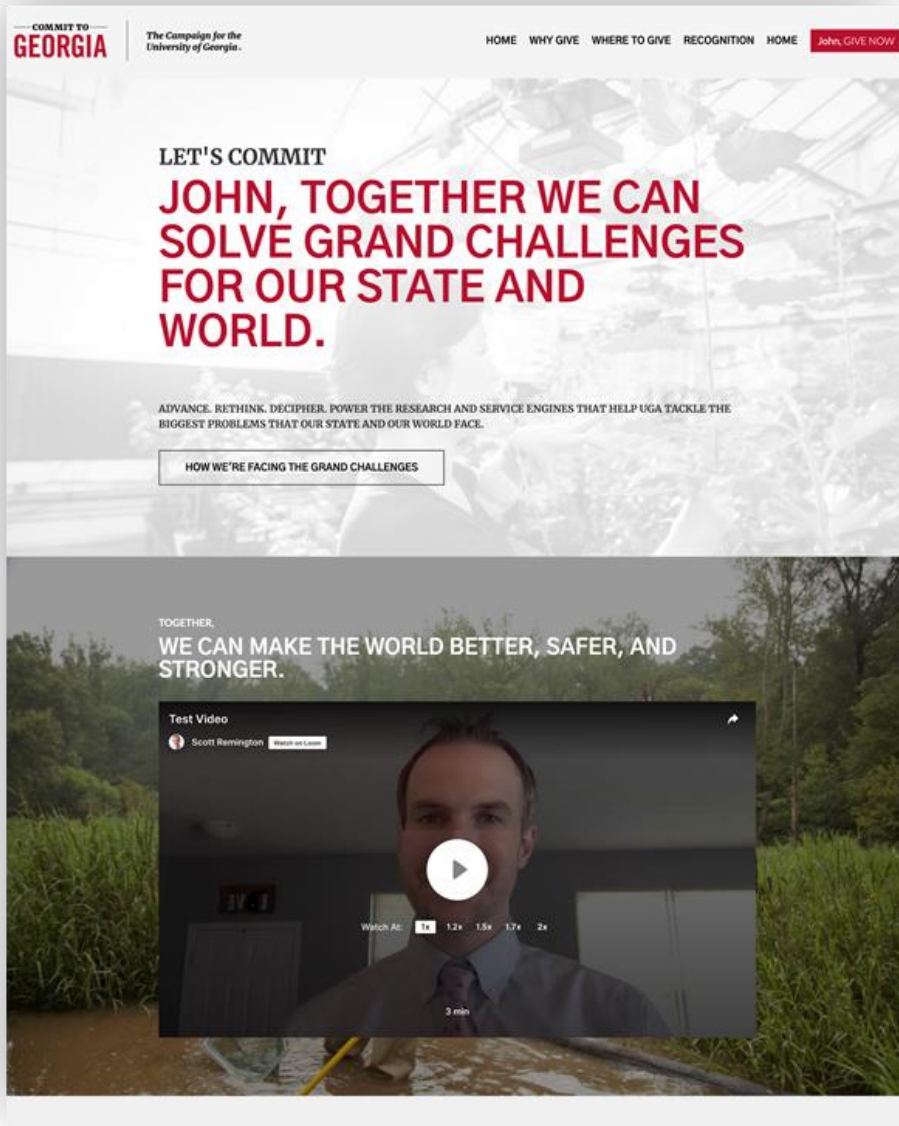 COMMIT TO
GEORGIA
The Campaign for the
University of Georgia.
HOME WHY GIVE WHERE TO GIVE RECOGNITION HOME John, GIVE NOW
LET'S COMMIT
JOHN, TOGETHER WE CAN
SOLVE GRAND CHALLENGES
FOR OUR STATE AND
WORLD.
ADVANCE. RETHINK. DECIPHER. POWER THE RESEARCH AND SERVICE ENGINES THAT HELP UGA TACKLE THE
BIGGEST PROBLEMS THAT OUR STATE AND OUR WORLD FACE.
HOW WE'RE FACING THE GRAND CHALLENGES
TOGETHER,
WE CAN MAKE THE WORLD BETTER, SAFER, AND
STRONGER.
Test Video
Scott Remington Watch on Loom
Watch At: 1x 1.2x 1.5x 1.7x 2x
3 min